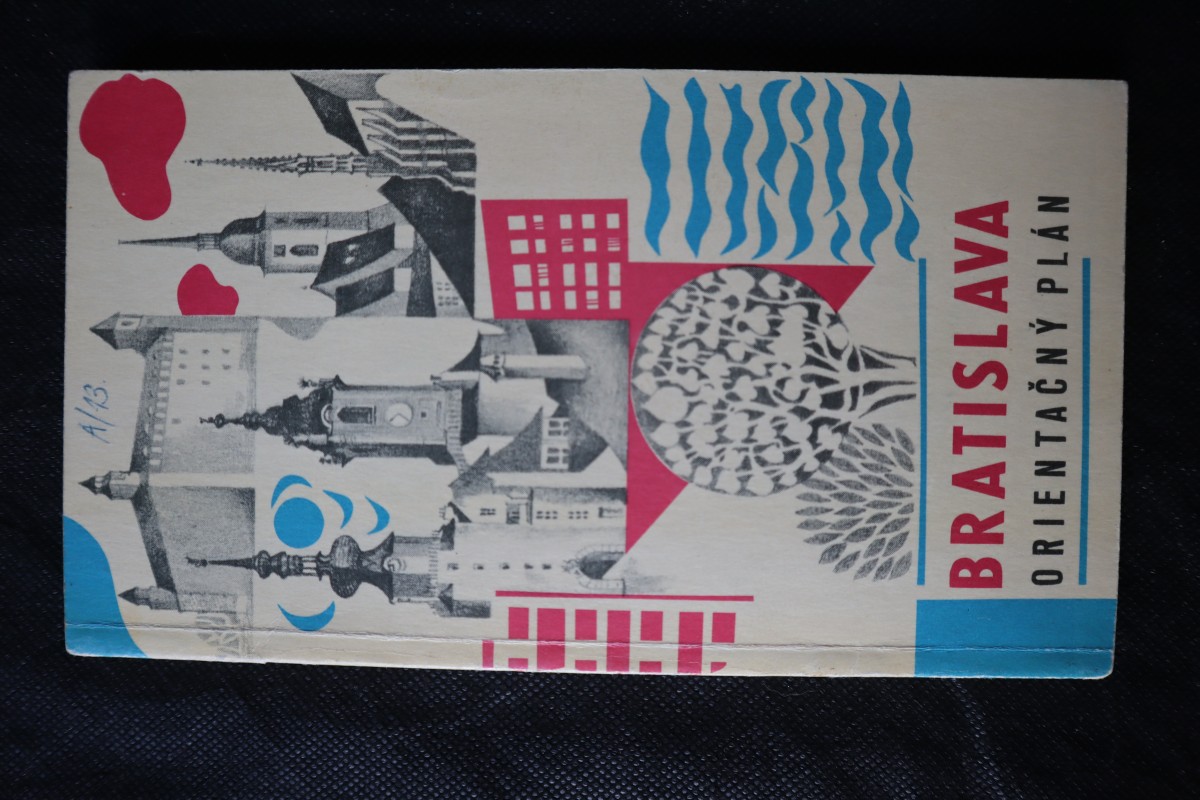 A/13.
BRATISLAVA
ORIENTAČNÝ PLÁN